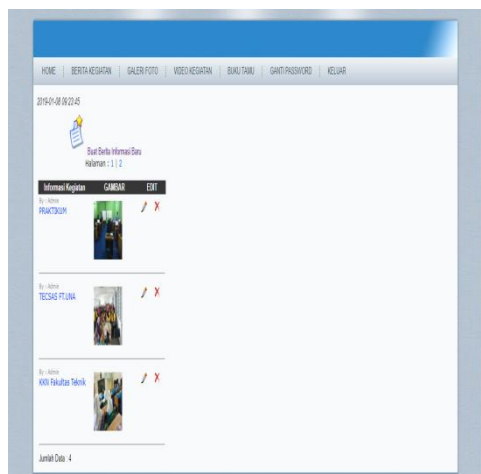 HOME | BERITA KEGIATAN | GALERI FOTO | VIDEO KEGIATAN | BUKU TAMU | GANTI PASSWORD | KELUAR
2019-01-08 09:23:45
Buat Berita Informasi Baru
Halaman : 1 | 2
Informasi Kegiatan GAMBAR EDIT
By : Admin
PRAKTIKUM
By : Admin
TECSAS FT.UNA
By : Admin
KKN Fakultas Teknik
Jumlah Data : 4